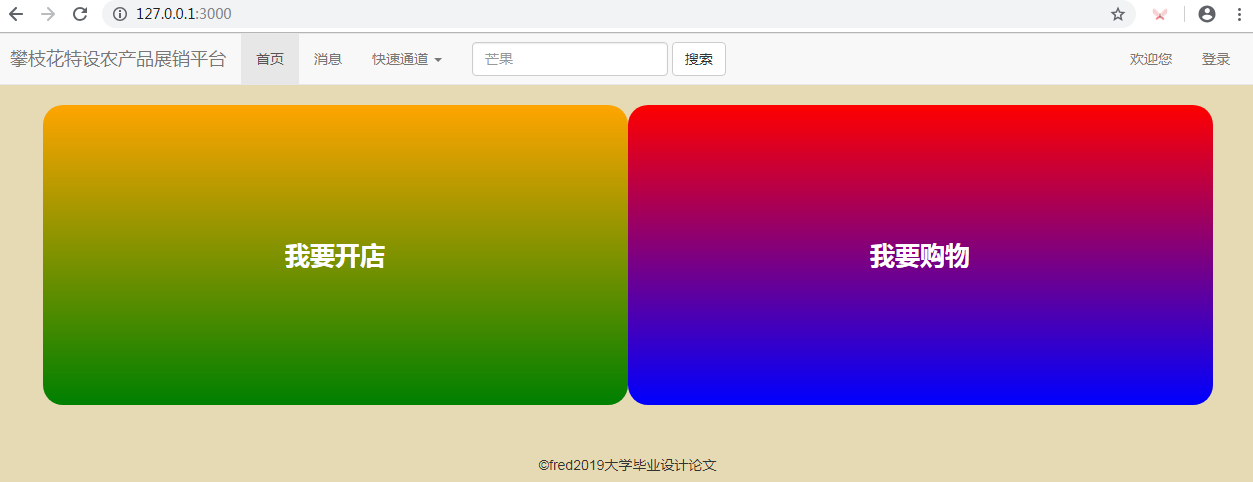 127.0.0.1:3000
攀枝花特设农产品展销平台 首页 消息 快速通道 芒果 搜索 欢迎您 登录
我要开店 我要购物
©fred2019大学毕业设计论文